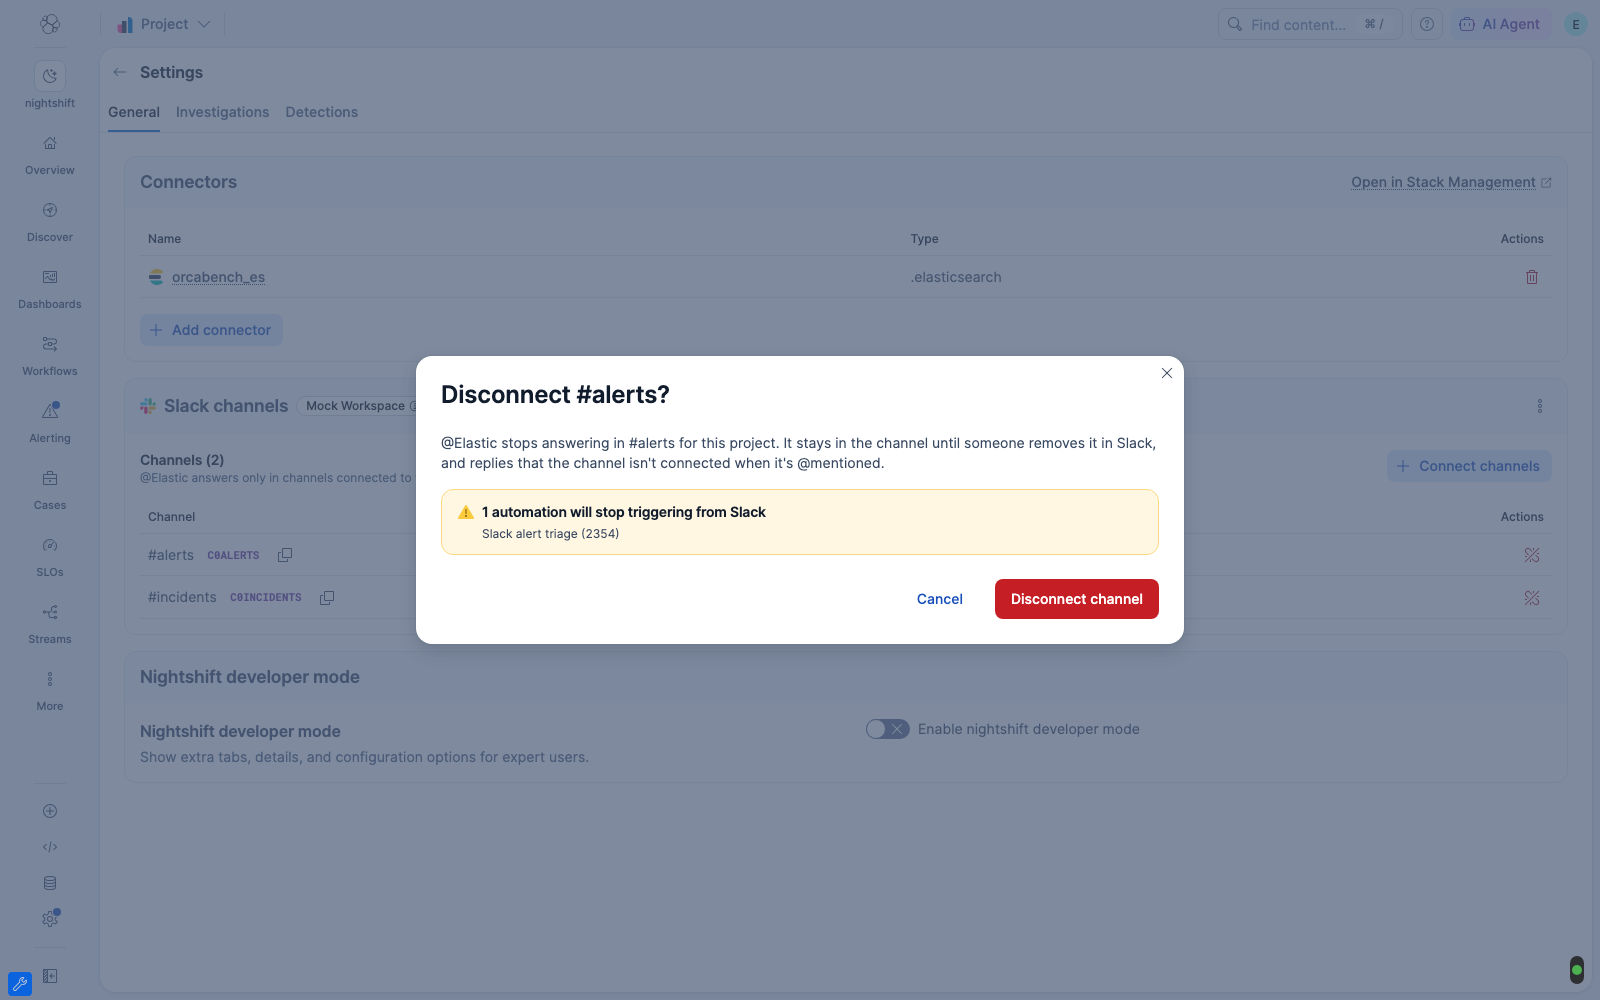 Project
Find content...
⌘ /
AI Agent
E
nightshift
Overview
Discover
Dashboards
Workflows
Alerting
Cases
SLOs
Streams
More
Settings
General
Investigations
Detections
Connectors
Open in Stack Management
Name
Type
Actions
orcabench_es
.elasticsearch
Add connector
Slack channels
Mock Workspace
Channels (2)
@Elastic answers only in channels connected to
Connect channels
Channel
Actions
#alerts
C0ALERTS
#incidents
C0INCIDENTS
Disconnect #alerts?
@Elastic stops answering in #alerts for this project. It stays in the channel until someone removes it in Slack,
and replies that the channel isn't connected when it's @mentioned.
1 automation will stop triggering from Slack
Slack alert triage (2354)
Cancel
Disconnect channel
Nightshift developer mode
Nightshift developer mode
Show extra tabs, details, and configuration options for expert users.
Enable nightshift developer mode